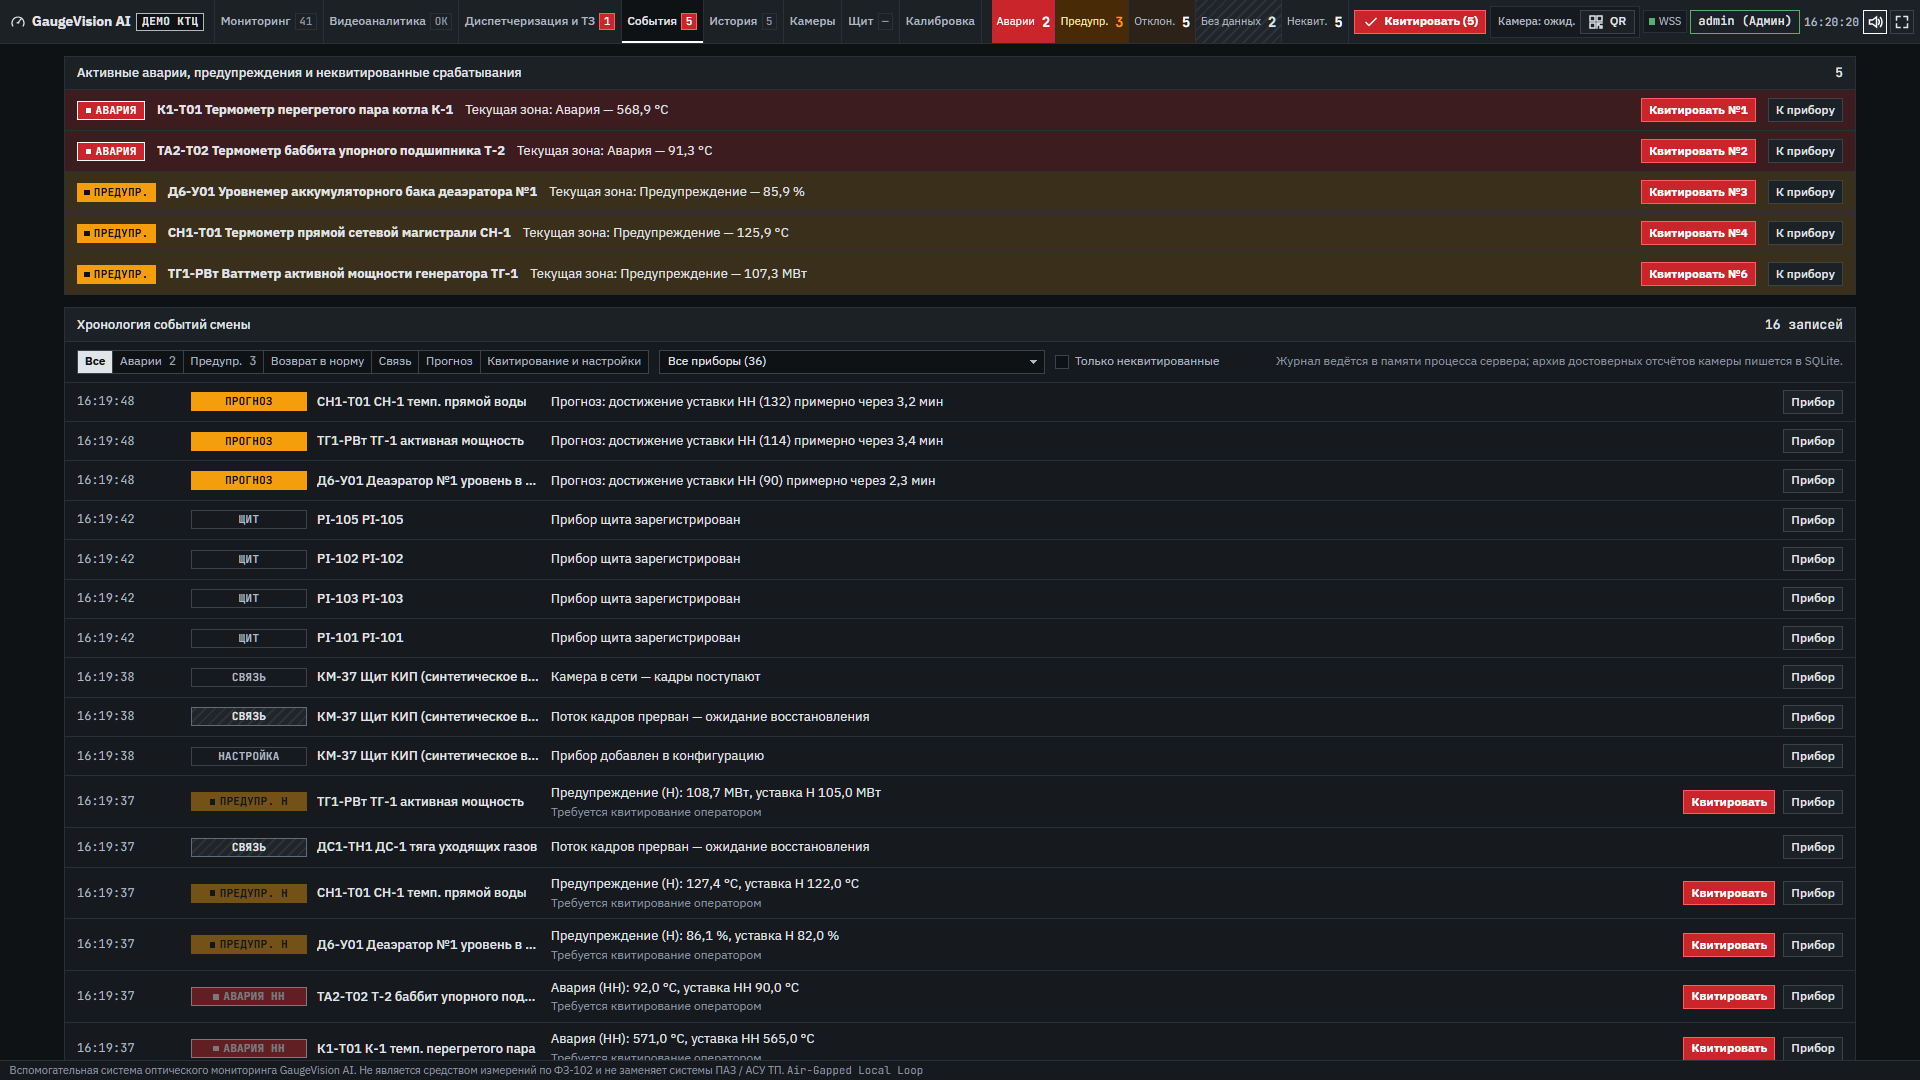 GaugeVision AI ДЕМО КТЦ Мониторинг 41 Видеоаналитика OK Диспетчеризация и ТЗ 1 События 5 История 5 Камеры Щит — Калибровка Аварии 2 Предупр. 3 Отклон. 5 Без данных 2 Неквит. 5 Квитировать (5) Камера: ожид. QR WSS admin (Админ) 16:20:20
Активные аварии, предупреждения и неквитированные срабатывания 5
АВАРИЯ К1-Т01 Термометр перегретого пара котла К-1 Текущая зона: Авария — 568,9 °C Квитировать №1 К прибору
АВАРИЯ ТА2-Т02 Термометр баббита упорного подшипника Т-2 Текущая зона: Авария — 91,3 °C Квитировать №2 К прибору
ПРЕДУПР. Д6-У01 Уровнемер аккумуляторного бака деаэратора №1 Текущая зона: Предупреждение — 85,9 % Квитировать №3 К прибору
ПРЕДУПР. СН1-Т01 Термометр прямой сетевой магистрали СН-1 Текущая зона: Предупреждение — 125,9 °C Квитировать №4 К прибору
ПРЕДУПР. ТГ1-РВт Ваттметр активной мощности генератора ТГ-1 Текущая зона: Предупреждение — 107,3 МВт Квитировать №6 К прибору
Хронология событий смены 16 записей
Все Аварии 2 Предупр. 3 Возврат в норму Связь Прогноз Квитирование и настройки Все приборы (36) Только неквитированные Журнал ведётся в памяти процесса сервера; архив достоверных отсчётов камеры пишется в SQLite.
16:19:48 ПРОГНОЗ СН1-Т01 СН-1 темп. прямой воды Прогноз: достижение уставки НН (132) примерно через 3,2 мин Прибор
16:19:48 ПРОГНОЗ ТГ1-РВт ТГ-1 активная мощность Прогноз: достижение уставки НН (114) примерно через 3,4 мин Прибор
16:19:48 ПРОГНОЗ Д6-У01 Деаэратор №1 уровень в ... Прогноз: достижение уставки НН (90) примерно через 2,3 мин Прибор
16:19:42 ЩИТ PI-105 PI-105 Прибор щита зарегистрирован Прибор
16:19:42 ЩИТ PI-102 PI-102 Прибор щита зарегистрирован Прибор
16:19:42 ЩИТ PI-103 PI-103 Прибор щита зарегистрирован Прибор
16:19:42 ЩИТ PI-101 PI-101 Прибор щита зарегистрирован Прибор
16:19:38 СВЯЗЬ КМ-37 Щит КИП (синтетическое в... Камера в сети — кадры поступают Прибор
16:19:38 СВЯЗЬ КМ-37 Щит КИП (синтетическое в... Поток кадров прерван — ожидание восстановления Прибор
16:19:38 НАСТРОЙКА КМ-37 Щит КИП (синтетическое в... Прибор добавлен в конфигурацию Прибор
16:19:37 ПРЕДУПР. Н ТГ1-РВт ТГ-1 активная мощность Предупреждение (Н): 108,7 МВт, уставка Н 105,0 МВт Квитировать Прибор
Требуется квитирование оператором
16:19:37 СВЯЗЬ ДС1-ТН1 ДС-1 тяга уходящих газов Поток кадров прерван — ожидание восстановления Прибор
16:19:37 ПРЕДУПР. Н СН1-Т01 СН-1 темп. прямой воды Предупреждение (Н): 127,4 °C, уставка Н 122,0 °C Квитировать Прибор
Требуется квитирование оператором
16:19:37 ПРЕДУПР. Н Д6-У01 Деаэратор №1 уровень в ... Предупреждение (Н): 86,1 %, уставка Н 82,0 % Квитировать Прибор
Требуется квитирование оператором
16:19:37 АВАРИЯ НН ТА2-Т02 Т-2 баббит упорного под... Авария (НН): 92,0 °C, уставка НН 90,0 °C Квитировать Прибор
Требуется квитирование оператором
16:19:37 АВАРИЯ НН К1-Т01 К-1 темп. перегретого пара Авария (НН): 571,0 °C, уставка НН 565,0 °C Квитировать Прибор
Требуется квитирование оператором
Вспомогательная система оптического мониторинга GaugeVision AI. Не является средством измерений по ФЗ-102 и не заменяет системы ПАЗ / АСУ ТП. Air-Gapped Local Loop